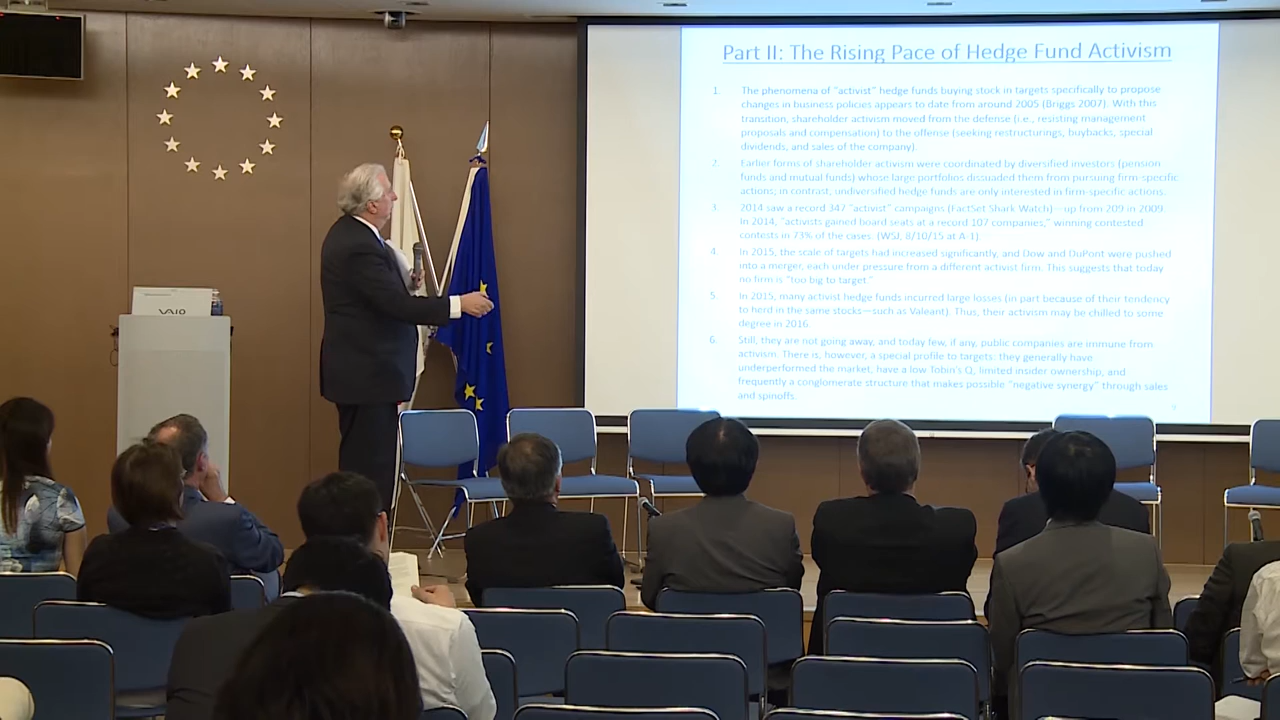 Part II: The Rising Pace of Hedge Fund Activism
1. The phenomena of "activist" hedge funds buying stock in targets specifically to propose
changes in business policies appears to date from around 2005 (Briggs 2007). With this
transition, shareholder activism moved from the defense (i.e., resisting management
proposals and compensation) to the offense (seeking restructurings, buybacks, special
dividends, and sales of the company).
2. Earlier forms of shareholder activism were coordinated by diversified investors (pension
funds and mutual funds) whose large portfolios dissuaded them from pursuing firm-specific
actions; in contrast, undiversified hedge funds are only interested in firm-specific actions.
3. 2014 saw a record 347 "activist" campaigns (FactSet Shark Watch) – up from 209 in 2009.
In 2014, "activists gained board seats at a record 107 companies," winning contested
contests in 73% of the cases. (WSJ, 8/10/15 at A-1)
4. In 2015, the scale of targets had increased significantly, and Dow and DuPont were pushed
into a merger, each under pressure from a different activist firm. This suggests that today
no firm is "too big to target."
5. In 2015, many activist hedge funds incurred large losses (in part because of their tendency
to herd in the same stocks—such as Valeant). Thus, their activism may be chilled to some
degree in 2016.
6. Still, they are not going away, and today few, if any, public companies are immune from
activism. There is, however, a special profile to targets: they generally have
underperformed the market, have a low Tobin's Q, limited insider ownership, and
frequently a conglomerate structure that makes possible "negative synergy" through sales
and spinoffs.
VAIO